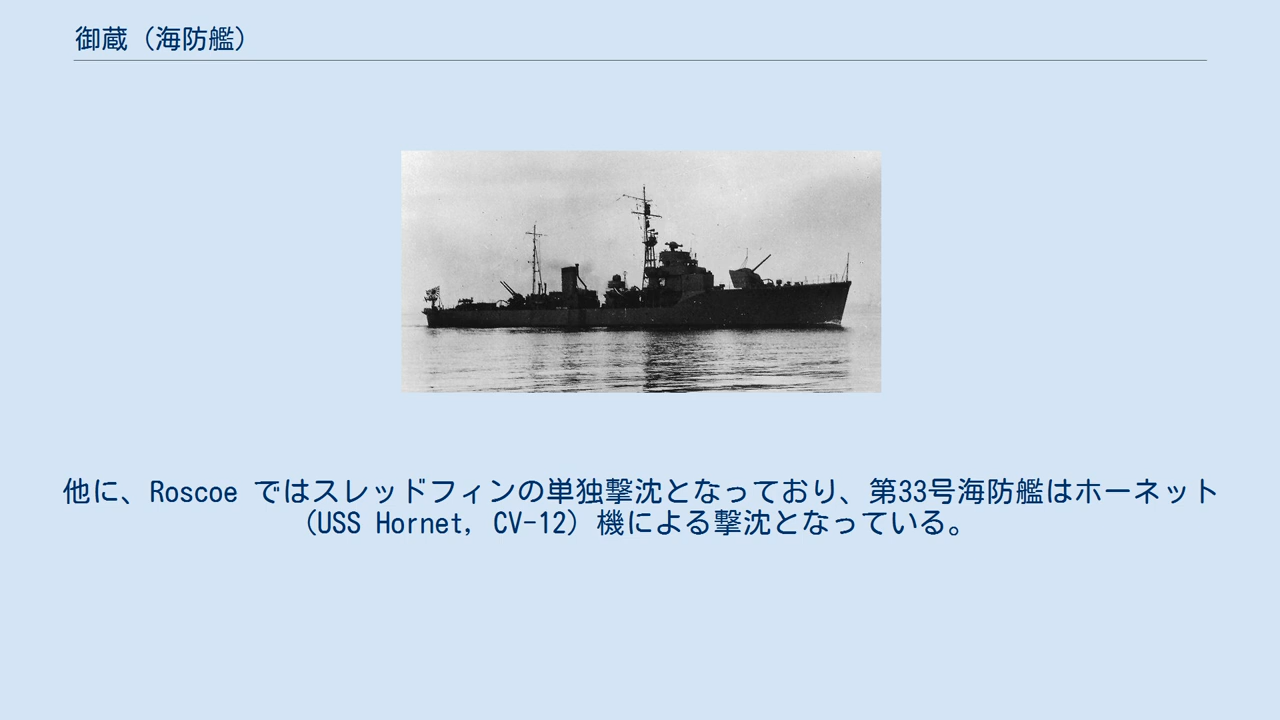 御蔵（海防艦）
他に、Roscoe ではスレッドフィンの単独撃沈となっており、第33号海防艦はホーネット
（USS Hornet, CV-12）機による撃沈となっている。